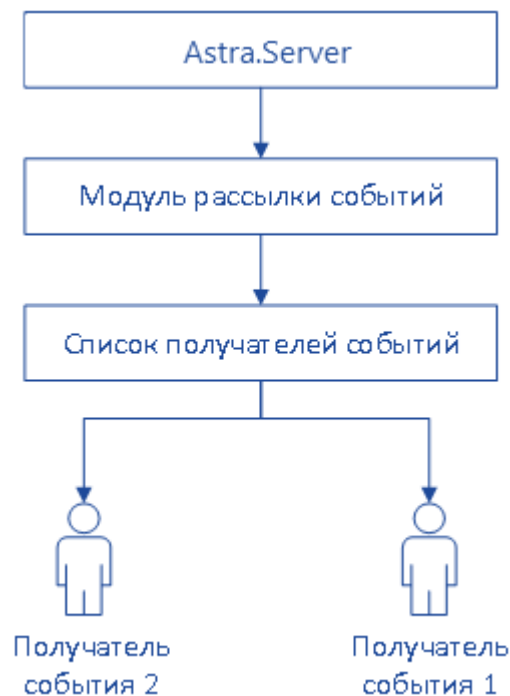 Astra.Server
Модуль рассылки событий
Список получателей событий
Получатель
события 2
Получатель
события 1